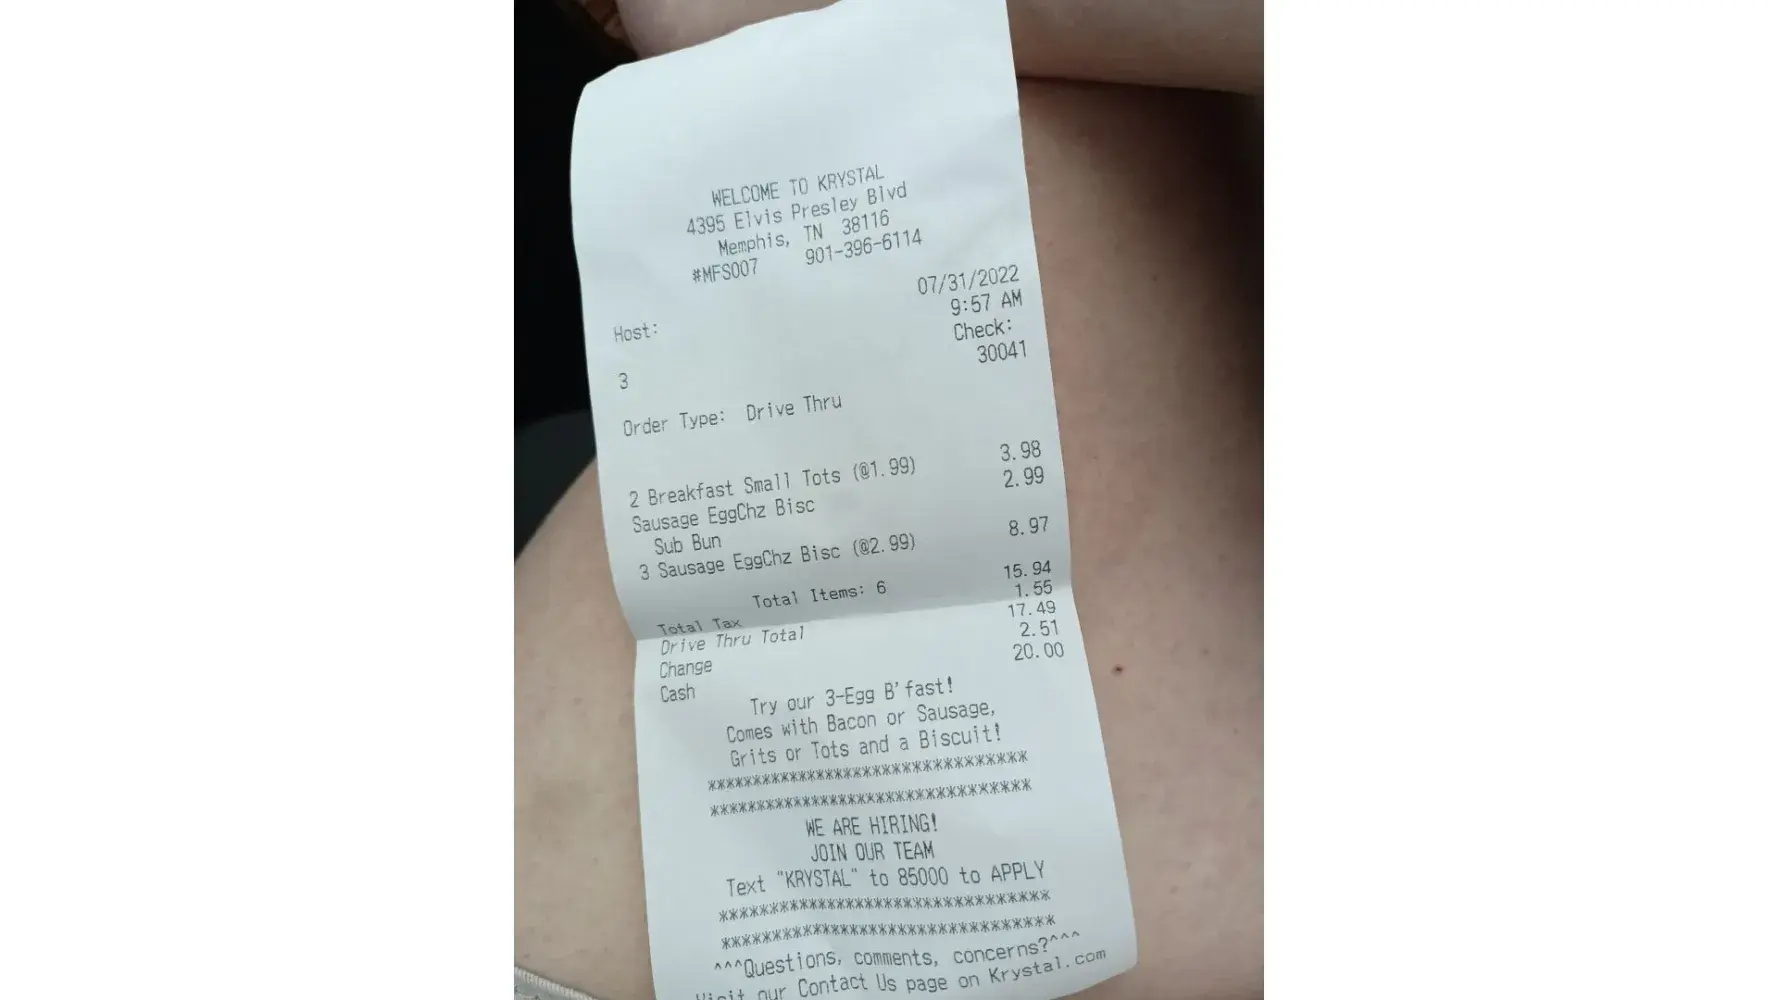 WELCOME TO KRYSTAL
4395 Elvis Presley Blvd
Memphis, TN 38116
#MFS007 901-396-6114
07/31/2022
Host: 9:57 AM
Check:
3 30041
Order Type: Drive Thru
2 Breakfast Small Tots (@1.99) 3.98
Sausage EggChz Bisc 2.99
Sub Bun
3 Sausage EggChz Bisc (@2.99) 8.97
Total Items: 6 15.94
Total Tax 1.55
Drive Thru Total 17.49
Change 2.51
Cash 20.00
Try our 3-Egg B'fast!
Comes with Bacon or Sausage,
Grits or Tots and a Biscuit!
********************************
********************************
WE ARE HIRING!
JOIN OUR TEAM
Text "KRYSTAL" to 85000 to APPLY
********************************
********************************
^^^Questions, comments, concerns?^^^
Visit our Contact Us page on Krystal.com